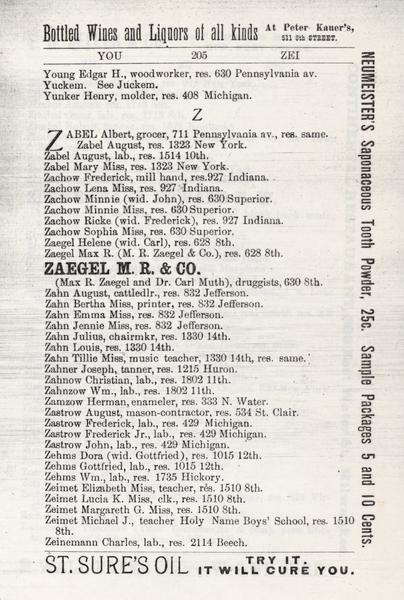 Bottled Wines and Liquors of all kinds At Peter Kauer's, 511 8th STREET.
YOU 205 ZEI
Young Edgar H., woodworker, res. 630 Pennsylvania av.
Yuckem. See Juckem.
Yunker Henry, molder, res. 408 Michigan.
Z
ZABEL Albert, grocer, 711 Pennsylvania av., res. same.
Zabel August, res. 1323 New York.
Zabel August, lab., res. 1514 10th.
Zabel Mary Miss, res. 1323 New York.
Zachow Frederick, mill hand, res. 927 Indiana.
Zachow Lena Miss, res. 927 Indiana.
Zachow Minnie (wid. John), res. 630 Superior.
Zachow Minnie Miss, res. 630 Superior.
Zachow Ricke (wid. Frederick), res. 927 Indiana.
Zachow Sophia Miss, res. 630 Superior.
Zaegel Helene (wid. Carl), res. 628 8th.
Zaegel Max R. (M. R. Zaegel & Co.), res. 628 8th.
ZAEGEL M. R. & CO.
(Max R. Zaegel and Dr. Carl Muth), druggists, 630 8th.
Zahn August, cattledlr., res. 832 Jefferson.
Zahn Bertha Miss, printer, res. 832 Jefferson.
Zahn Emma Miss, res. 832 Jefferson.
Zahn Jennie Miss, res. 832 Jefferson.
Zahn Julius, chairmkr, res. 1330 14th.
Zahn Louis, res. 1330 14th.
Zahn Tillie Miss, music teacher, 1330 14th, res. same.
Zahner Joseph, tanner, res. 1215 Huron.
Zahnow Christian, lab., res. 1802 11th.
Zahnzow Wm., lab., res. 1802 11th.
Zamzow Herman, enameler, res. 333 N. Water.
Zastrow August, mason-contractor, res. 534 St. Clair.
Zastrow Frederick, lab., res. 429 Michigan.
Zastrow Frederick Jr., lab., res. 429 Michigan.
Zastrow John, lab., res. 429 Michigan.
Zehms Dora (wid. Gottfried), res. 1015 12th.
Zehms Gottfried, lab., res. 1015 12th.
Zehms Wm., lab., res. 1735 Hickory.
Zeimet Elizabeth Miss, teacher, res. 1510 8th.
Zeimet Lucia K. Miss, clk., res. 1510 8th.
Zeimet Margareth G. Miss, res. 1510 8th.
Zeimet Michael J., teacher Holy Name Boys' School, res. 1510
8th.
Zeinemann Charles, lab., res. 2114 Beech.
ST. SURE'S OIL TRY IT. IT WILL CURE YOU.
NEUMEISTER'S Saponaceous Tooth Powder, 25c. Sample Packages 5 and 10 Cents.